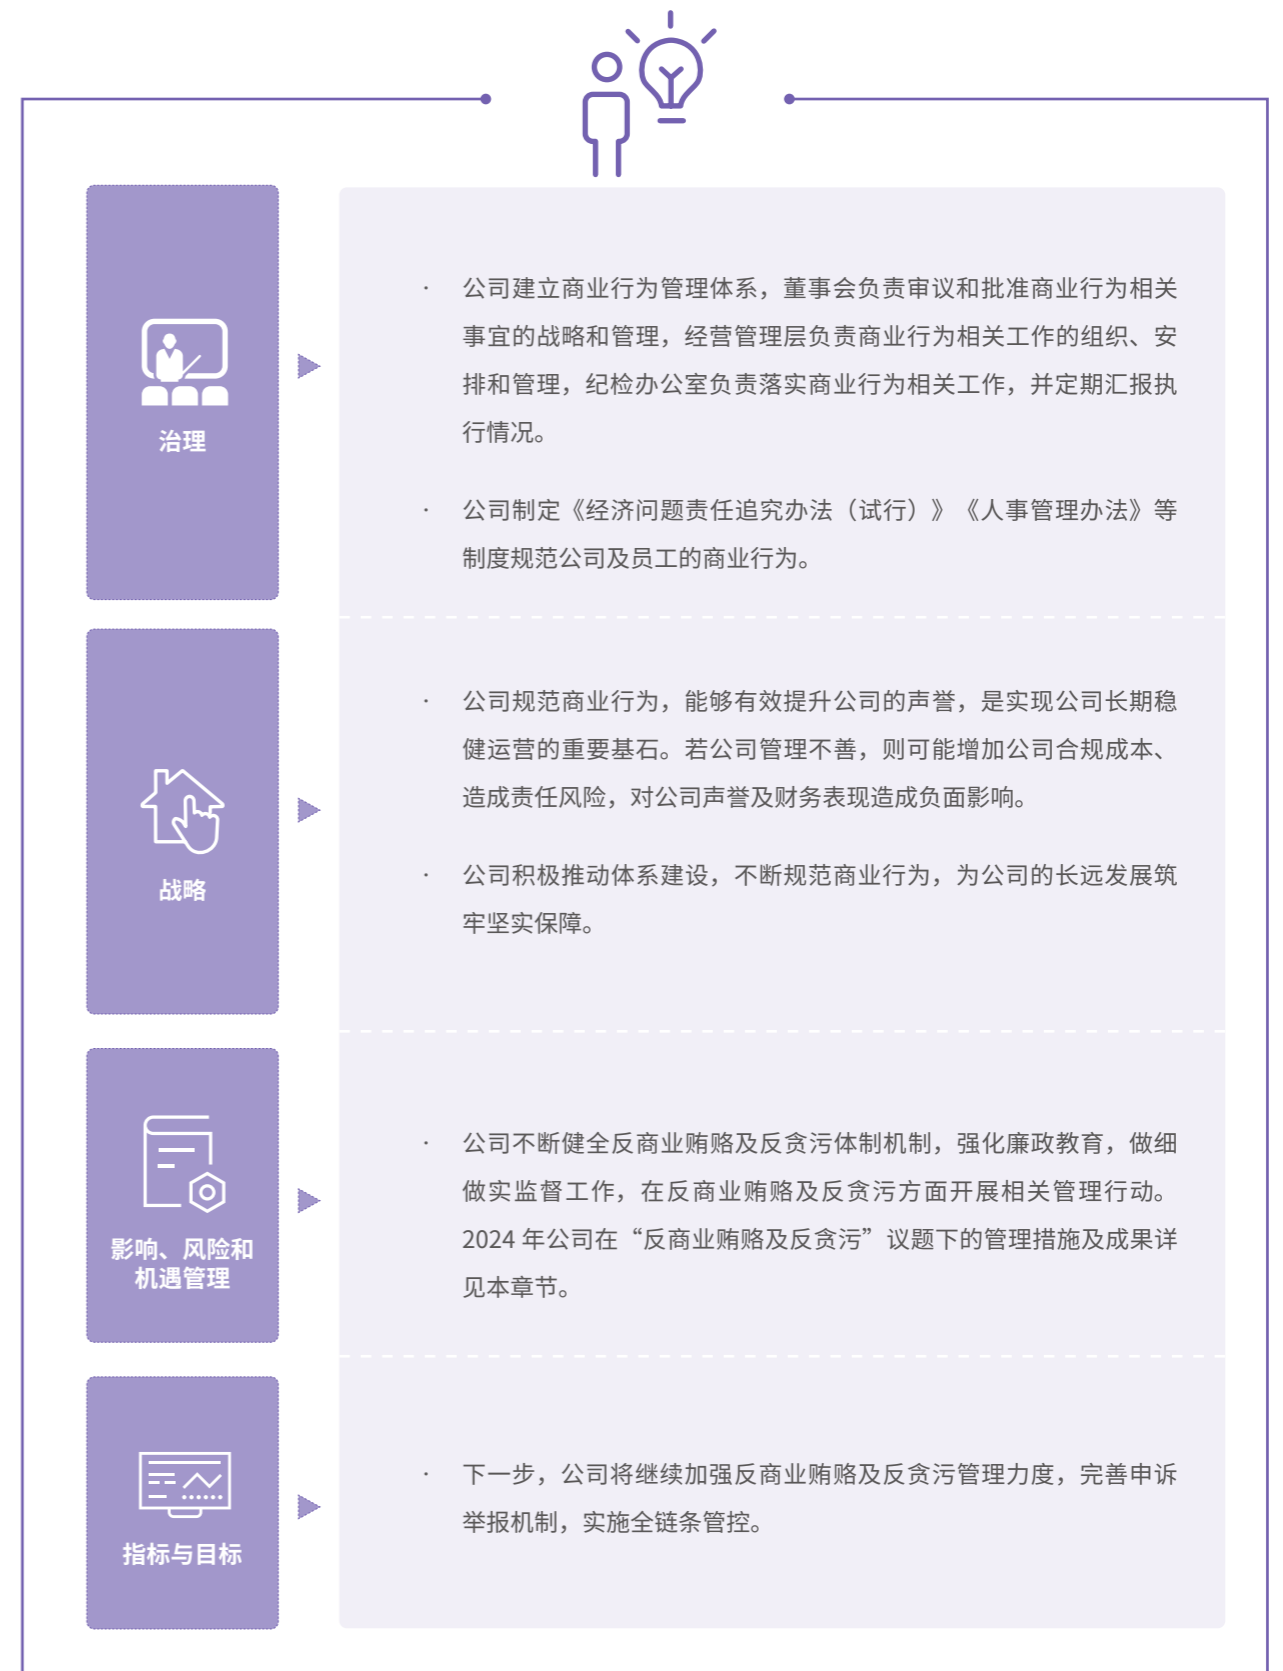 治理
· 公司建立商业行为管理体系，董事会负责审议和批准商业行为相关
事宜的战略和管理，经营管理层负责商业行为相关工作的组织、安
排和管理，纪检办公室负责落实商业行为相关工作，并定期汇报执
行情况。
· 公司制定《经济问题责任追究办法（试行）》《人事管理办法》等
制度规范公司及员工的商业行为。
战略
· 公司规范商业行为，能够有效提升公司的声誉，是实现公司长期稳
健运营的重要基石。若公司管理不善，则可能增加公司合规成本、
造成责任风险，对公司声誉及财务表现造成负面影响。
· 公司积极推动体系建设，不断规范商业行为，为公司的长远发展筑
牢坚实保障。
影响、风险和
机遇管理
· 公司不断健全反商业贿赂及反贪污体制机制，强化廉政教育，做细
做实监督工作，在反商业贿赂及反贪污方面开展相关管理行动。
2024 年公司在“反商业贿赂及反贪污”议题下的管理措施及成果详
见本章节。
指标与目标
· 下一步，公司将继续加强反商业贿赂及反贪污管理力度，完善申诉
举报机制，实施全链条管控。